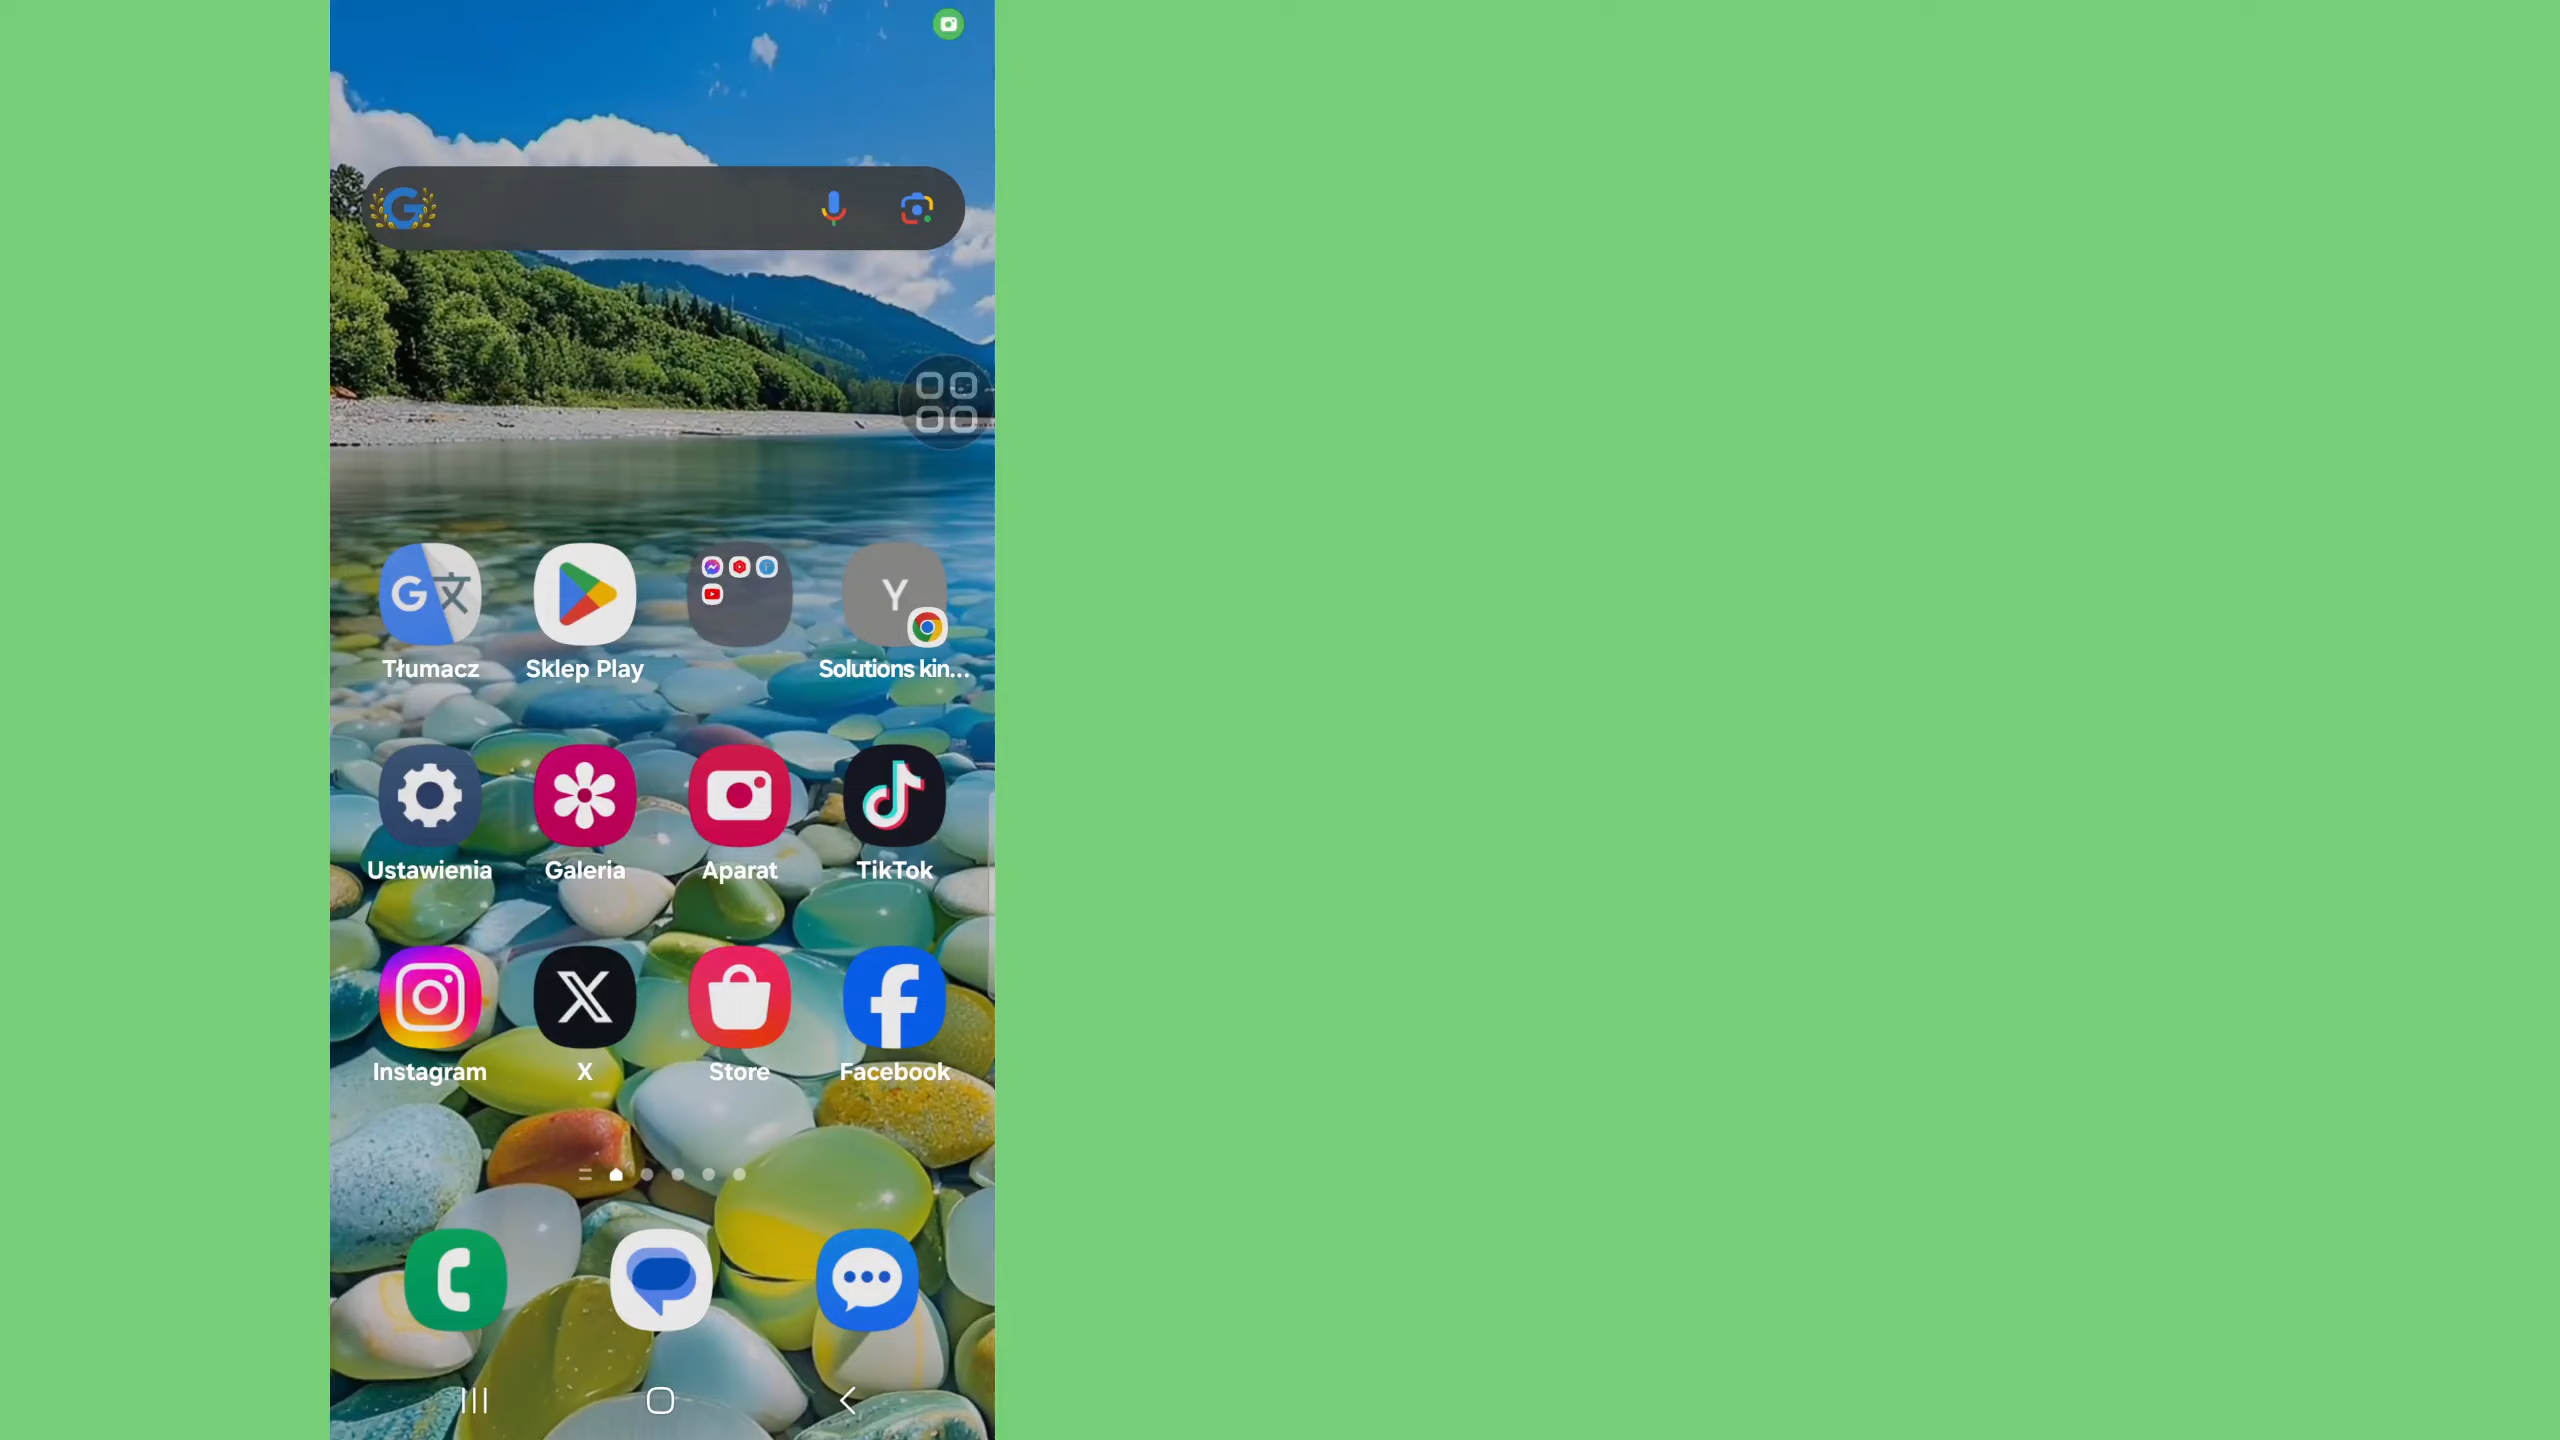 Tłumacz
Sklep Play
Y
Solutions kin...
Ustawienia
Galeria
Aparat
TikTok
Instagram
X
Store
Facebook